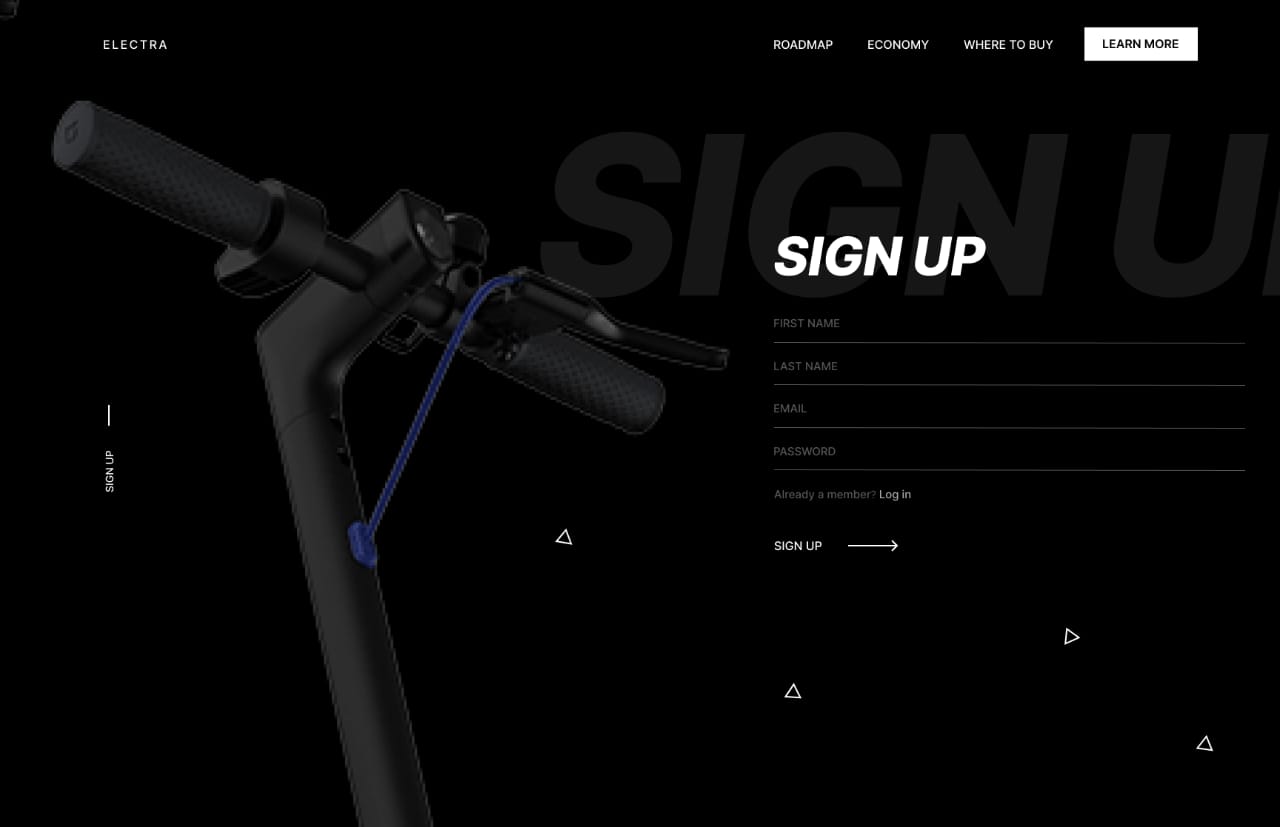 ELECTRA
ROADMAP ECONOMY WHERE TO BUY LEARN MORE
SIGN U
SIGN UP
FIRST NAME
LAST NAME
EMAIL
PASSWORD
Already a member? Log in
SIGN UP
SIGN UP